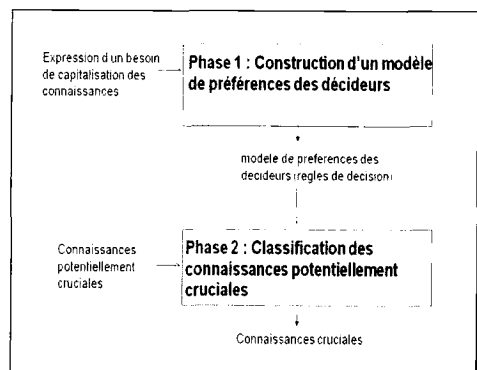 Expression d'un besoin
de capitalisation des
connaissances
Phase 1 : Construction d'un modèle
de préférences des décideurs
modele de preferences des
decideurs (regles de decision)
Connaissances
potentiellement
cruciales
Phase 2 : Classification des
connaissances potentiellement
cruciales
Connaissances cruciales